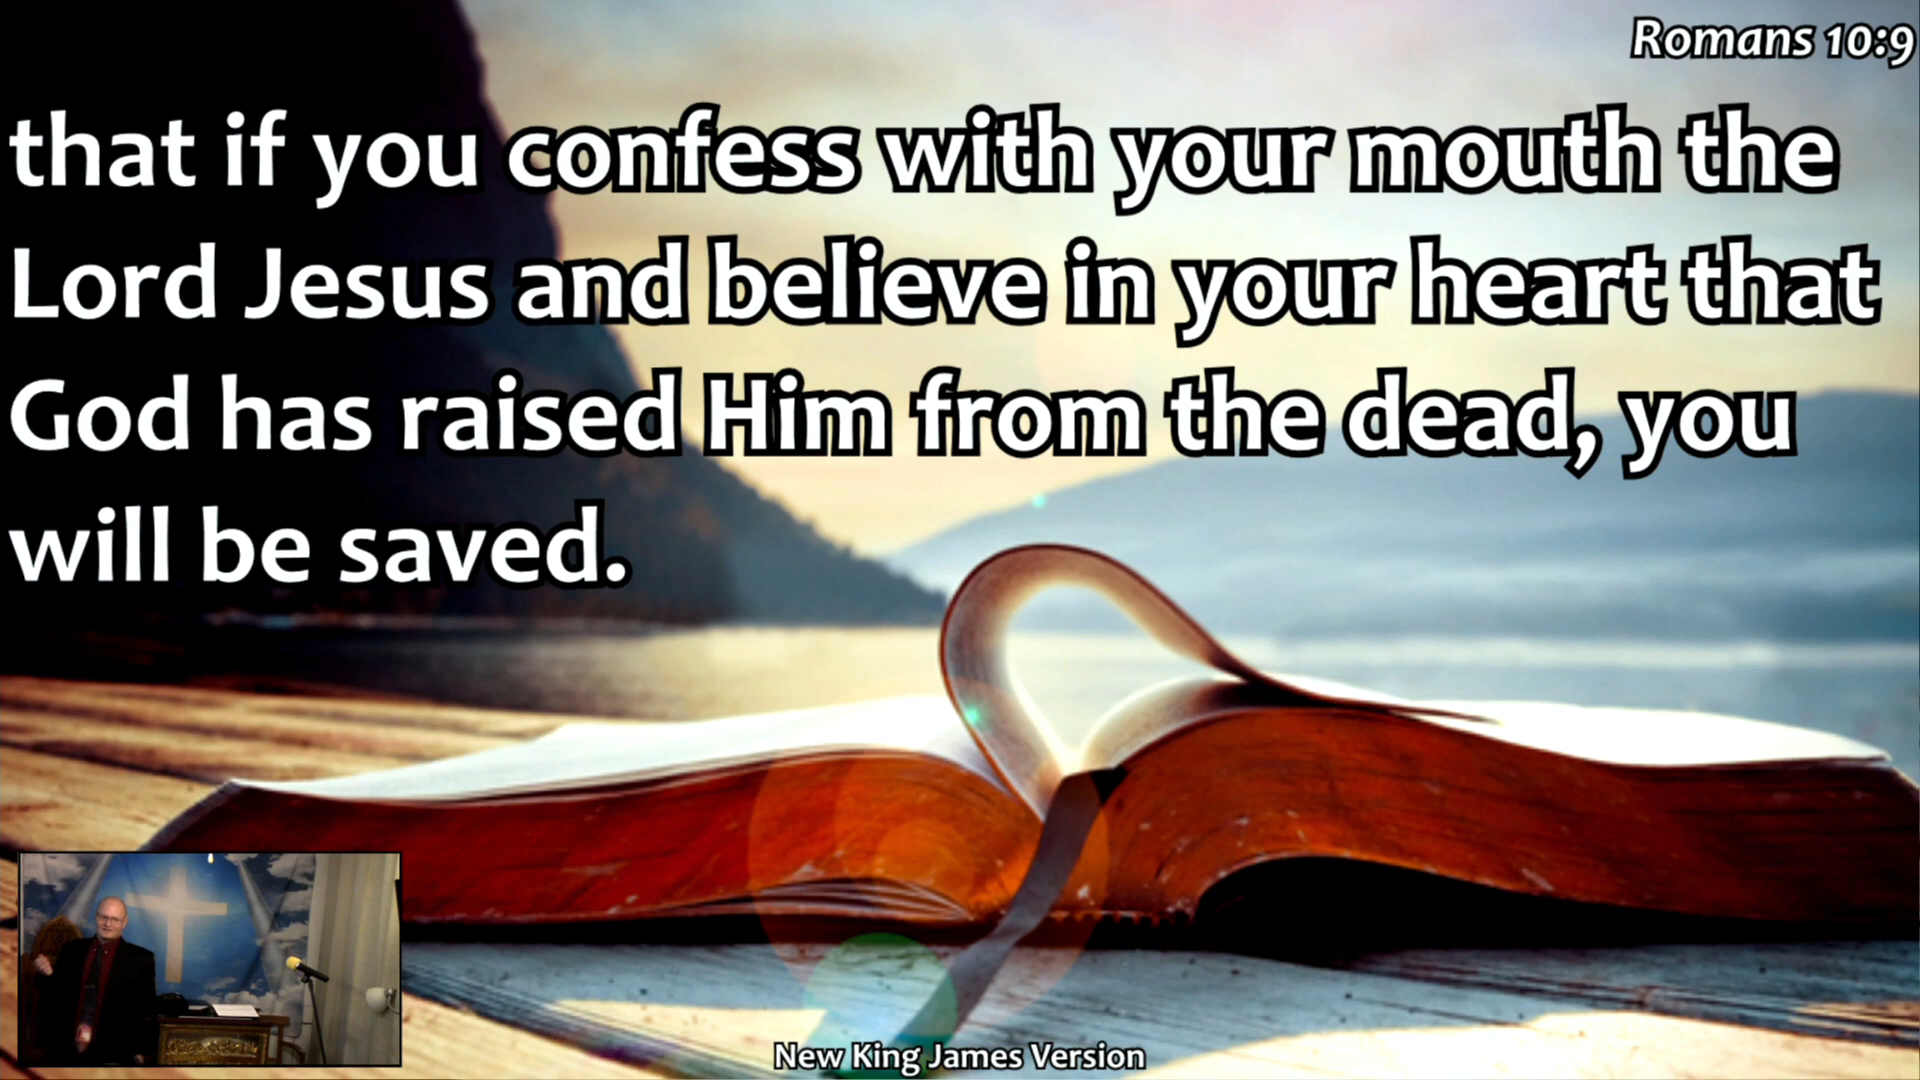 Romans 10:9
that if you confess with your mouth the
Lord Jesus and believe in your heart that
God has raised Him from the dead, you
will be saved.
New King James Version